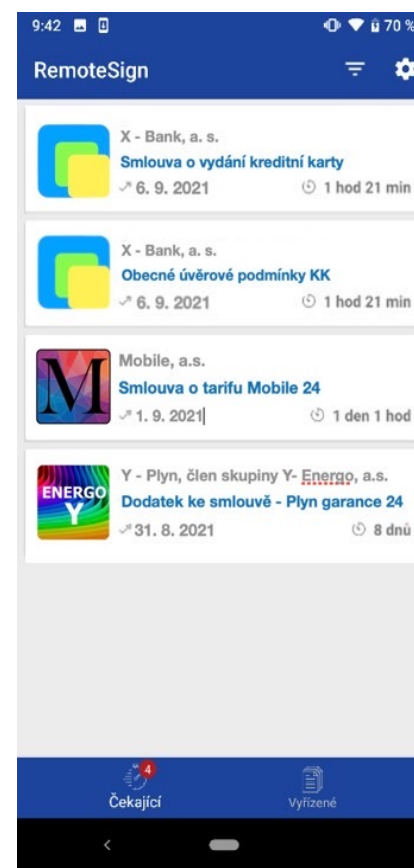 9:42 70 %
RemoteSign
X - Bank, a. s.
Smlouva o vydání kreditní karty
6. 9. 2021 1 hod 21 min
X - Bank, a. s.
Obecné úvěrové podmínky KK
6. 9. 2021 1 hod 21 min
M
Mobile, a.s.
Smlouva o tarifu Mobile 24
1. 9. 2021 1 den 1 hod
ENERGO
Y
Y - Plyn, člen skupiny Y- Energo, a.s.
Dodatek ke smlouvě - Plyn garance 24
31. 8. 2021 8 dnů
4
Čekající Vyřízené